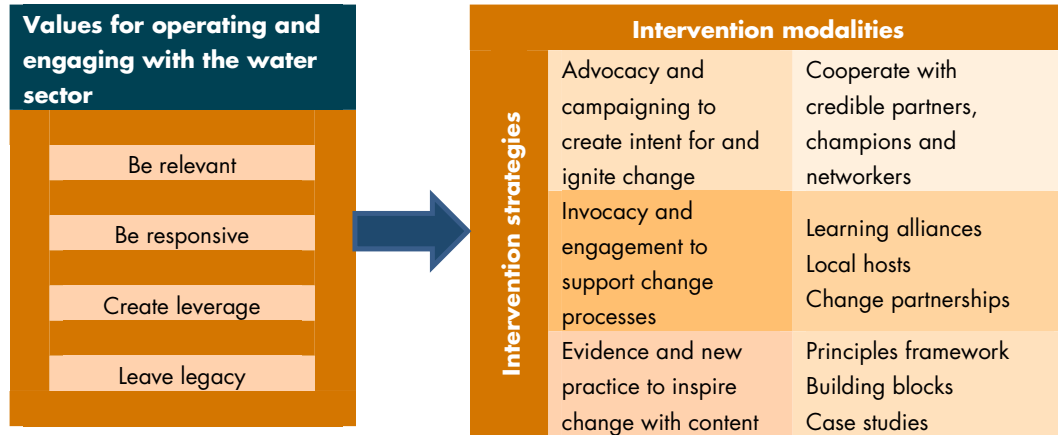 Values for operating and
engaging with the water
sector
Be relevant
Be responsive
Create leverage
Leave legacy
Intervention modalities
Intervention strategies
Advocacy and
campaigning to
create intent for and
ignite change
Cooperate with
credible partners,
champions and
networkers
Invocacy and
engagement to
support change
processes
Learning alliances
Local hosts
Change partnerships
Evidence and new
practice to inspire
change with content
Principles framework
Building blocks
Case studies